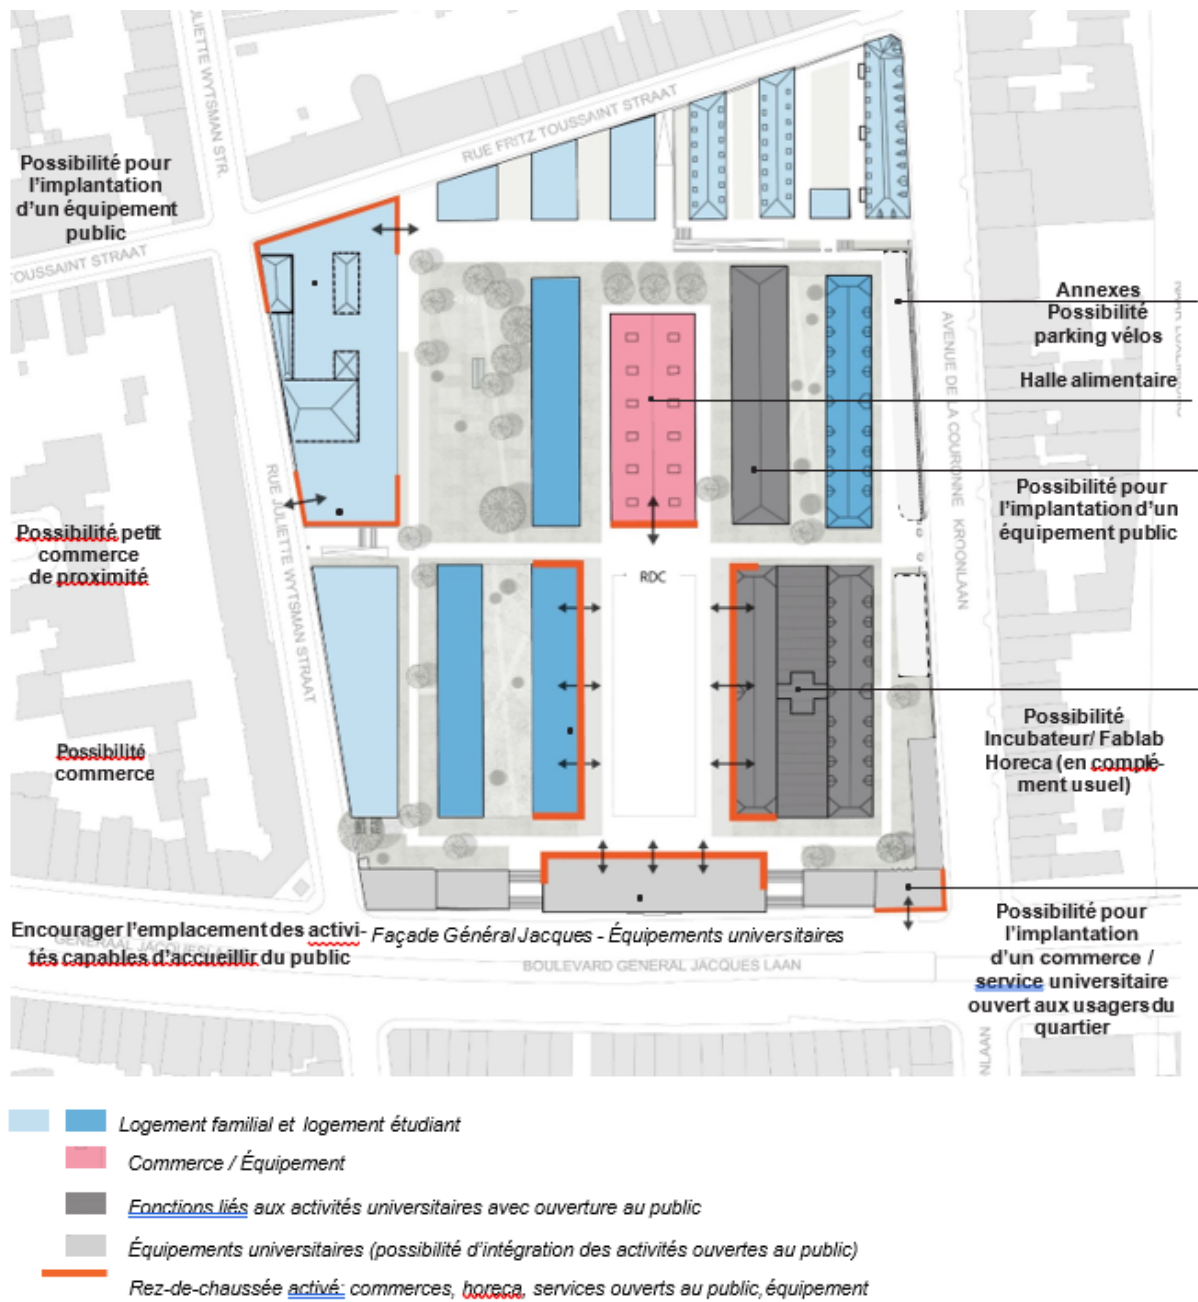 JULIETTE WYTSMAN STR.
RUE FRITZ TOUSSAINT STRAAT
Possibilité pour
l'implantation
d'un équipement
public
TOUSSAINT STRAAT
Annexes
Possibilité
parking vélos
Halle alimentaire
AVENUE DE LA COURONNE KROONLAAN
Possibilité pour
l'implantation d'un
équipement public
RUE JULIETTE WYTSMAN STRAAT
Possibilité petit
commerce
de proximité
RDC
Possibilité
commerce
Possibilité
Incubateur/ Fablab
Horeca (en complé-
ment usuel)
Encourager l'emplacement des activi-
tés capables d'accueillir du public
GENERAAL JACQUESLAAN
Façade Général Jacques - Équipements universitaires
BOULEVARD GENERAL JACQUES LAAN
Possibilité pour
l'implantation
d'un commerce /
service universitaire
ouvert aux usagers du
quartier
NLAAN
Logement familial et logement étudiant
Commerce / Équipement
Fonctions liés aux activités universitaires avec ouverture au public
Équipements universitaires (possibilité d'intégration des activités ouvertes au public)
Rez-de-chaussée activé: commerces, horeca, services ouverts au public, équipement